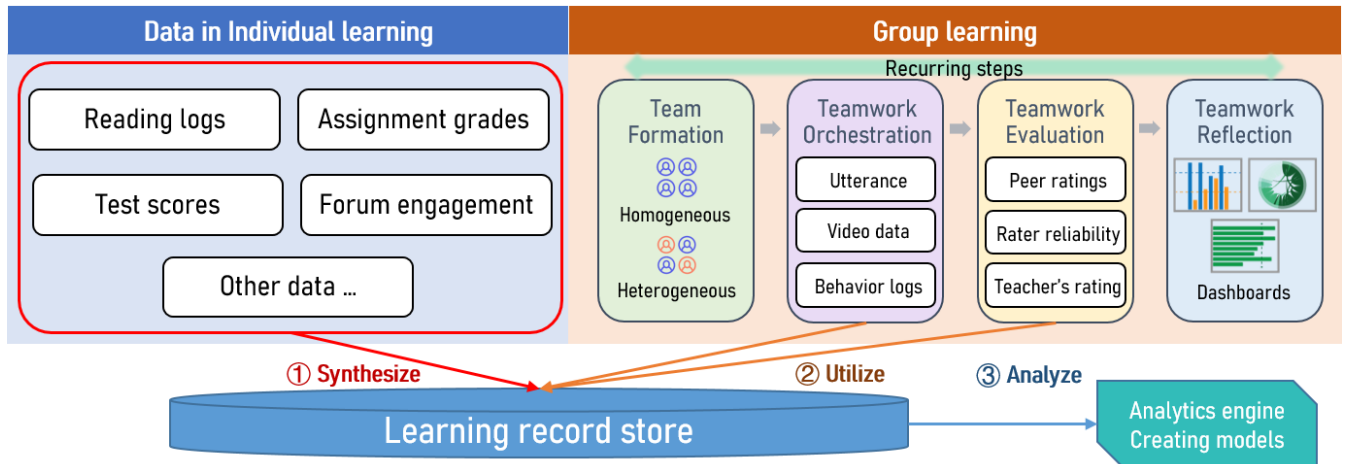 Data in Individual learning
Reading logs
Assignment grades
Test scores
Forum engagement
Other data ...
Group learning
Recurring steps
Team
Formation
Homogeneous
Heterogeneous
Teamwork
Orchestration
Utterance
Video data
Behavior logs
Teamwork
Evaluation
Peer ratings
Rater reliability
Teacher's rating
Teamwork
Reflection
Dashboards
① Synthesize
② Utilize
③ Analyze
Learning record store
Analytics engine
Creating models